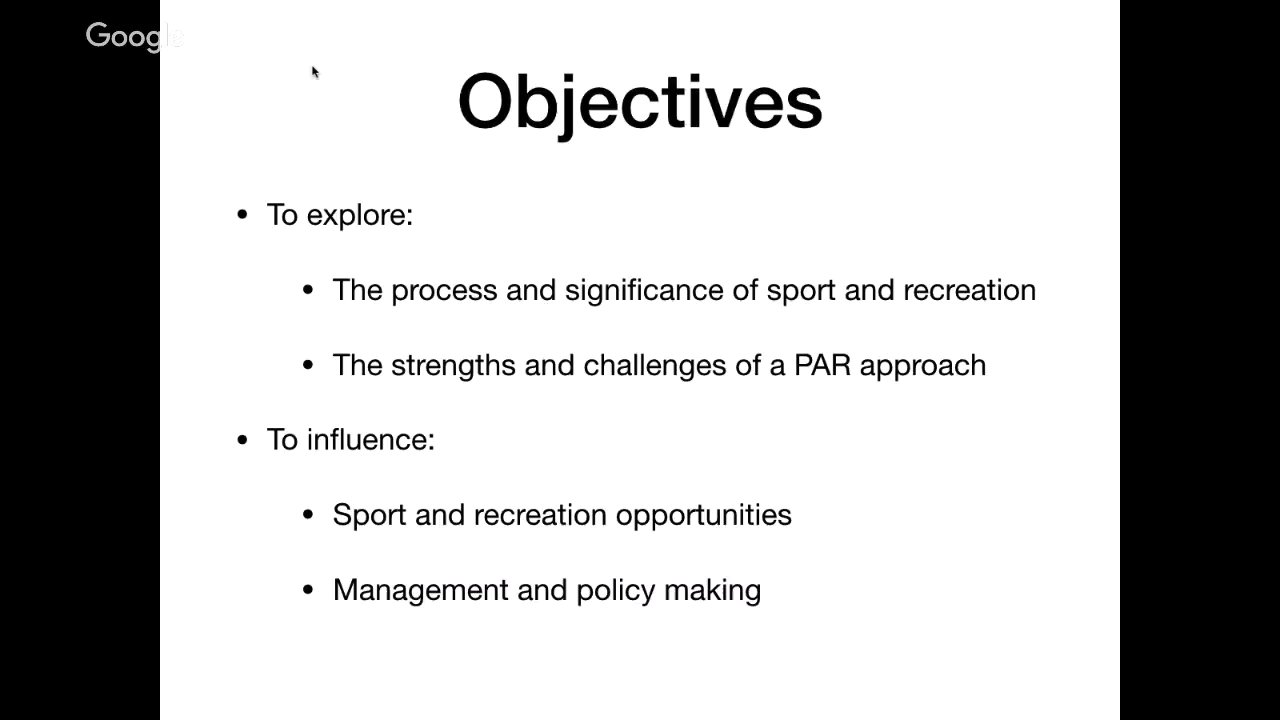 Google
Objectives
• To explore:
• The process and significance of sport and recreation
• The strengths and challenges of a PAR approach
• To influence:
• Sport and recreation opportunities
• Management and policy making